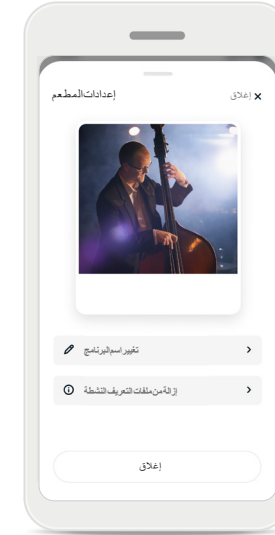 إعدادات المطعم
إغلاق
تغيير اسم البرنامج
إزالة من ملفات التعريف النشطة
إغلاق